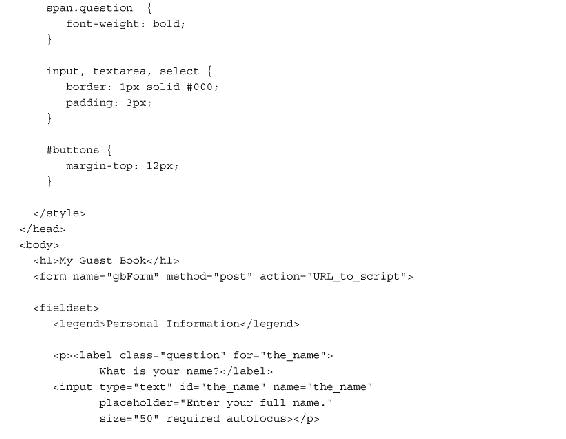 span.question {
font-weight: bold;
}
input, textarea, select {
border: 1px solid #000;
padding: 3px;
}
#buttons {
margin-top: 12px;
}
</style>
</head>
<body>
<h1>My Guest Book</h1>
<form name="gbForm" method="post" action="URL_to_script">
<fieldset>
<legend>Personal Information</legend>
<p><label class="question" for="the_name">
What is your name?</label>
<input type="text" id="the_name" name="the_name"
placeholder="Enter your full name."
size="50" required autofocus></p>